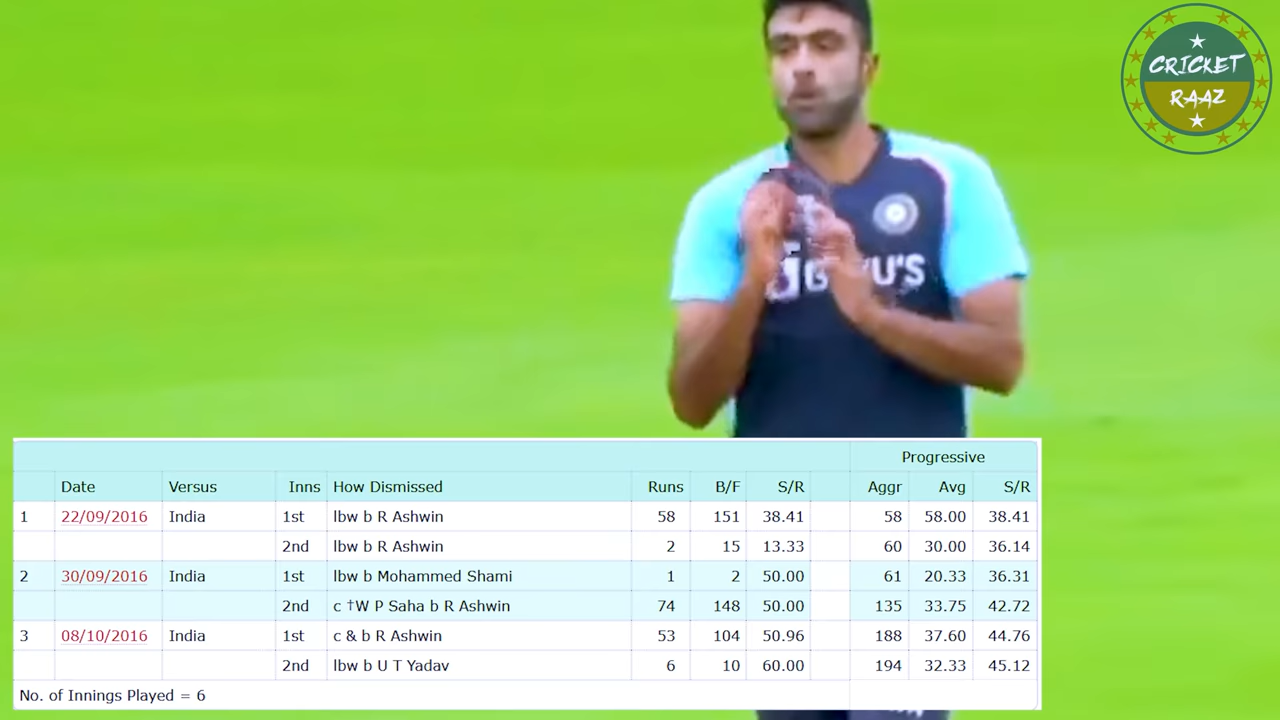 CRICKET
RAAZ
BYJU'S
Progressive
Date Versus Inns How Dismissed Runs B/F S/R Aggr Avg S/R
1 22/09/2016 India 1st lbw b R Ashwin 58 151 38.41 58 58.00 38.41
2nd lbw b R Ashwin 2 15 13.33 60 30.00 36.14
2 30/09/2016 India 1st lbw b Mohammed Shami 1 2 50.00 61 20.33 36.31
2nd c †W P Saha b R Ashwin 74 148 50.00 135 33.75 42.72
3 08/10/2016 India 1st c & b R Ashwin 53 104 50.96 188 37.60 44.76
2nd lbw b U T Yadav 6 10 60.00 194 32.33 45.12
No. of Innings Played = 6